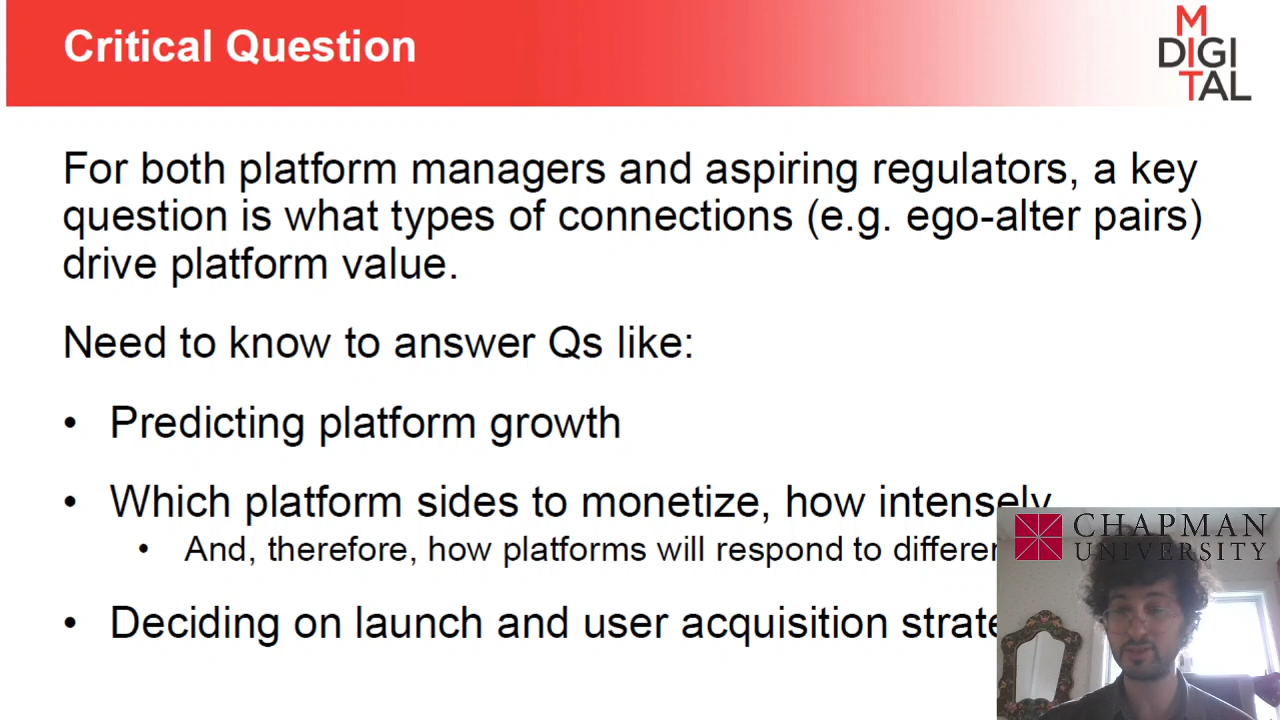 Critical Question
M
DIGI
TAL
For both platform managers and aspiring regulators, a key
question is what types of connections (e.g. ego-alter pairs)
drive platform value.
Need to know to answer Qs like:
• Predicting platform growth
• Which platform sides to monetize, how intensely
• And, therefore, how platforms will respond to
• Deciding on launch and user acquisition
CHAPMAN
UNIVERSITY